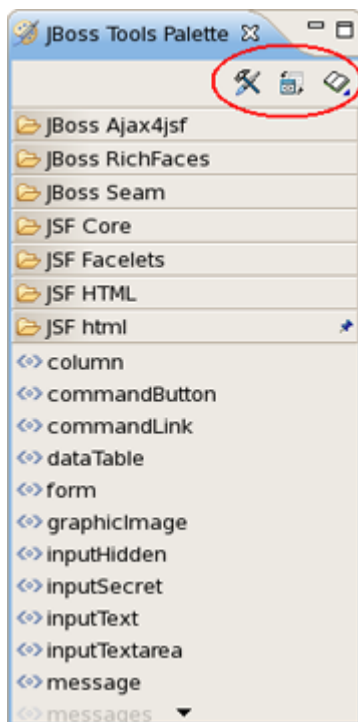 JBoss Tools Palette
JBoss Ajax4jsf
JBoss RichFaces
JBoss Seam
JSF Core
JSF Facelets
JSF HTML
JSF html
column
commandButton
commandLink
dataTable
form
graphicImage
inputHidden
inputSecret
inputText
inputTextarea
message
messages